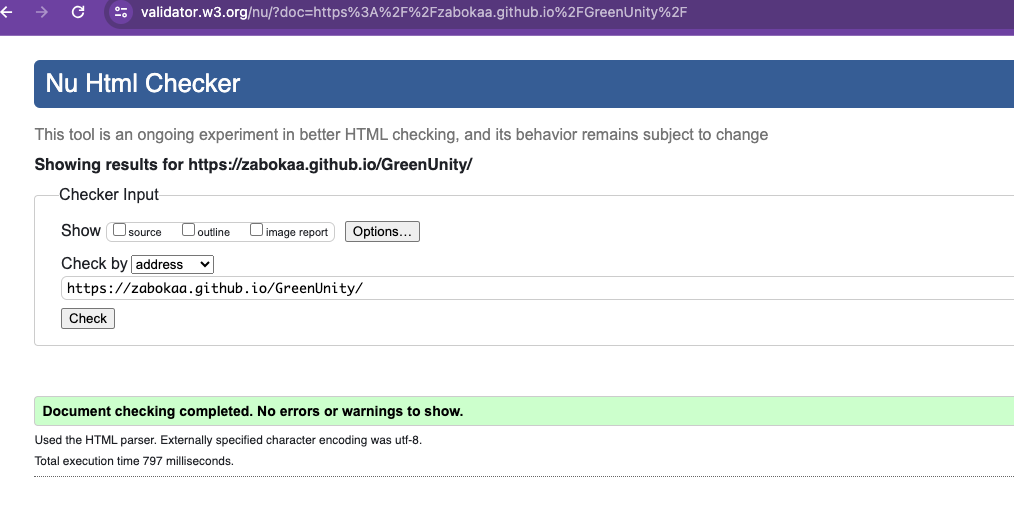 validator.w3.org/nu/?doc=https%3A%2F%2Fzabokaa.github.io%2FGreenUnity%2F
Nu Html Checker
This tool is an ongoing experiment in better HTML checking, and its behavior remains subject to change
Showing results for https://zabokaa.github.io/GreenUnity/
Checker Input
Show source outline image report Options...
Check by address
https://zabokaa.github.io/GreenUnity/
Check
Document checking completed. No errors or warnings to show.
Used the HTML parser. Externally specified character encoding was utf-8.
Total execution time 797 milliseconds.